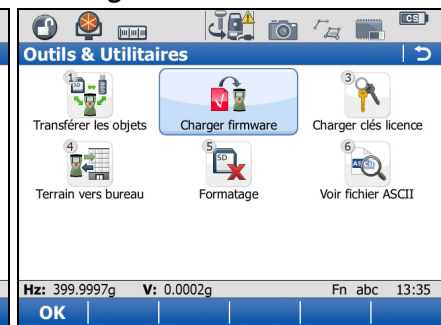 CS
Outils & Utilitaires
1
3
Transférer les objets
Charger firmware
Charger clés licence
4
5
6
SD
ASCII
Terrain vers bureau
Formatage
Voir fichier ASCII
Hz: 399.9997g V: 0.0002g Fn abc 13:35
OK